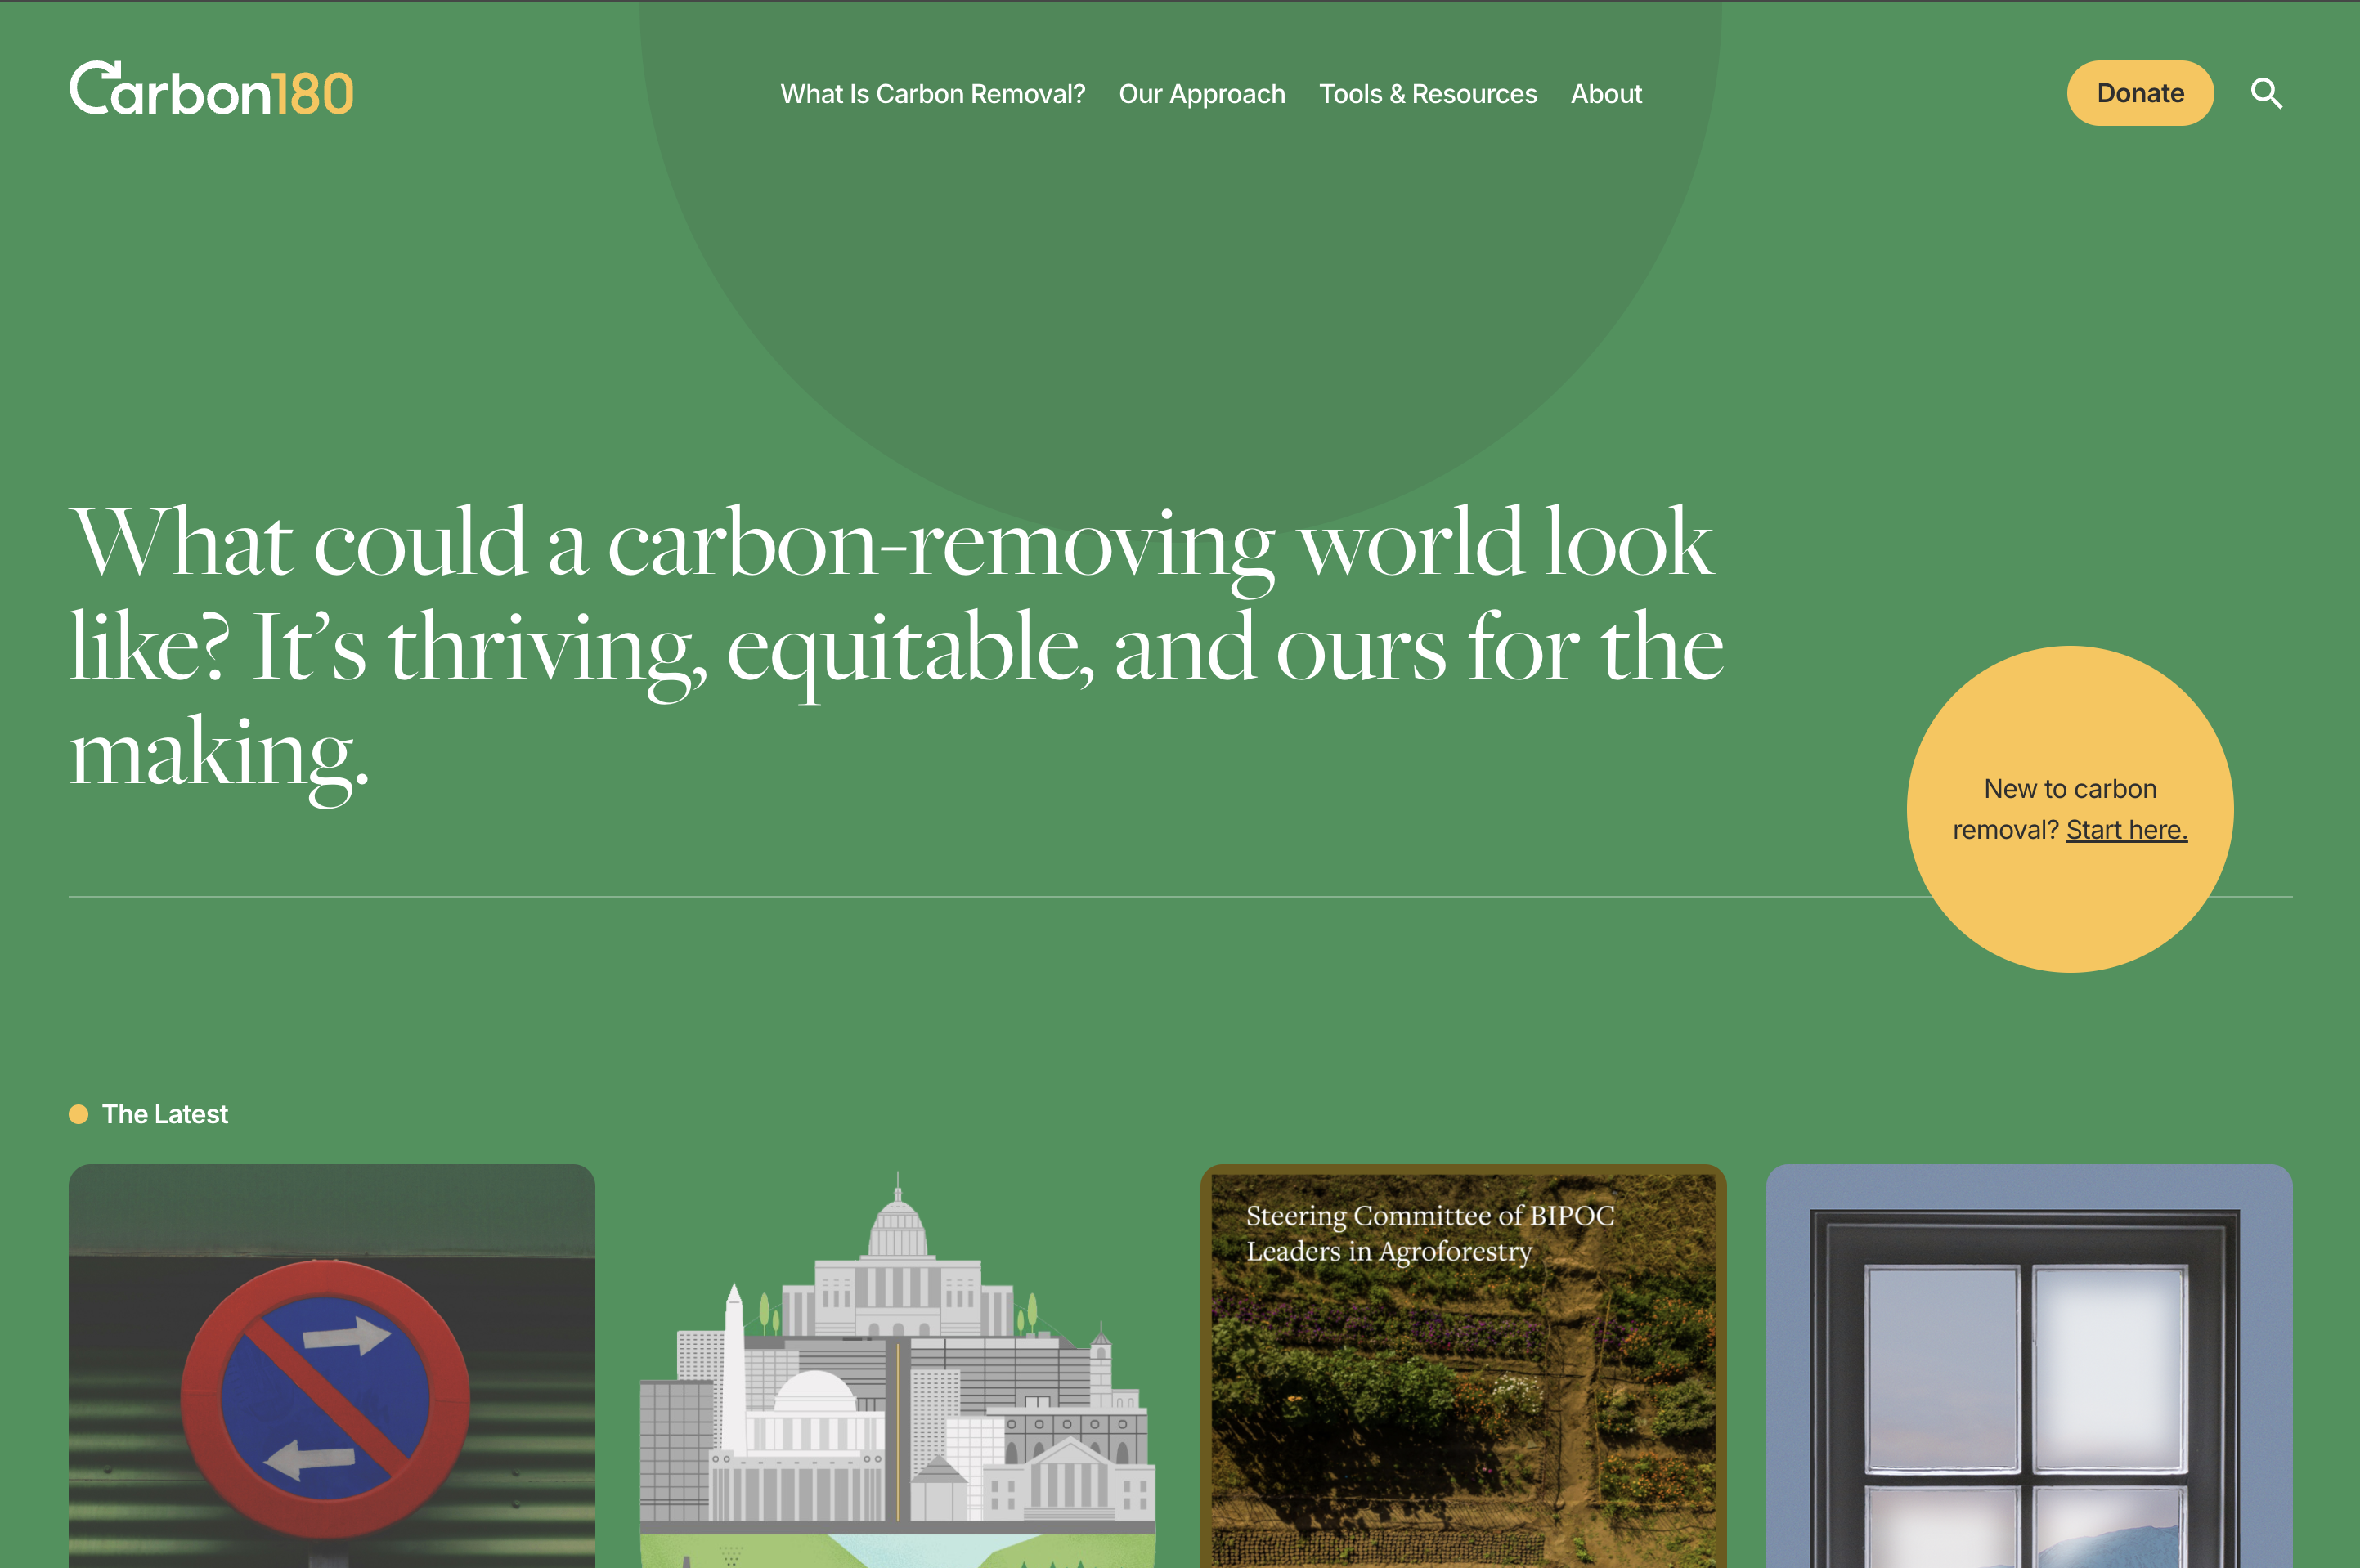 Carbon180
What Is Carbon Removal?
Our Approach
Tools & Resources
About
Donate
What could a carbon-removing world look
like? It’s thriving, equitable, and ours for the
making.
New to carbon
removal? Start here.
The Latest
Steering Committee of BIPOC
Leaders in Agroforestry